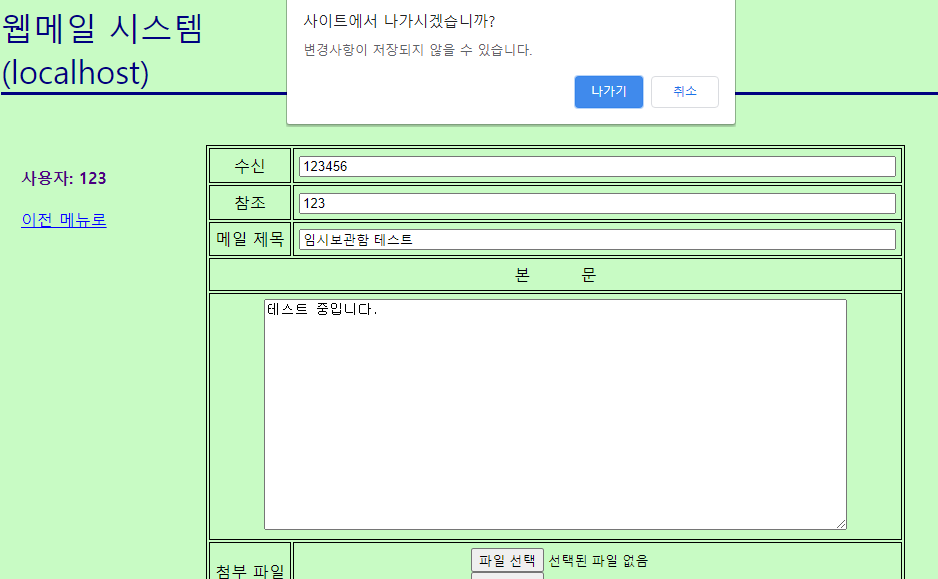 웹메일 시스템
(localhost)
사이트에서 나가시겠습니까?
변경사항이 저장되지 않을 수 있습니다.
나가기 취소
사용자: 123
이전 메뉴로
수신 123456
참조 123
메일 제목 임시보관함 테스트
본 문
테스트 중입니다.
첨부 파일 파일 선택 선택된 파일 없음